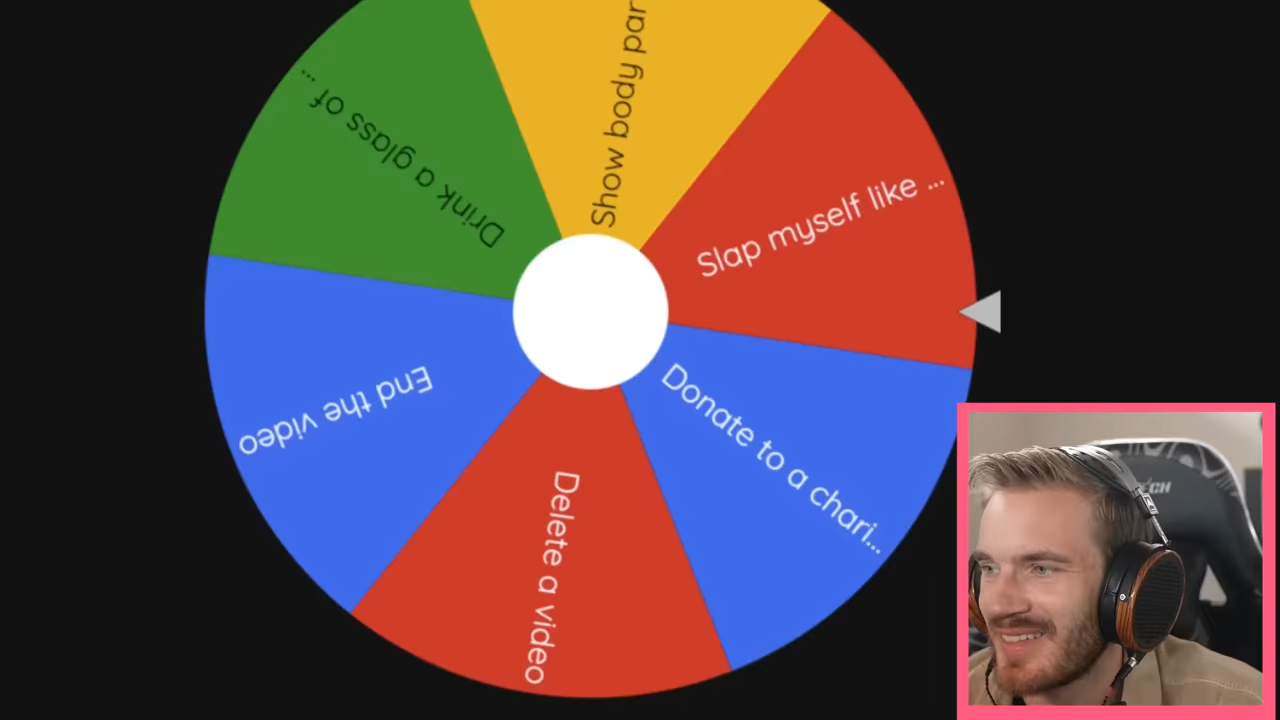 Show body par
Slap myself like ...
Donate to a chari...
Delete a video
End the video
Drink a glass of ...